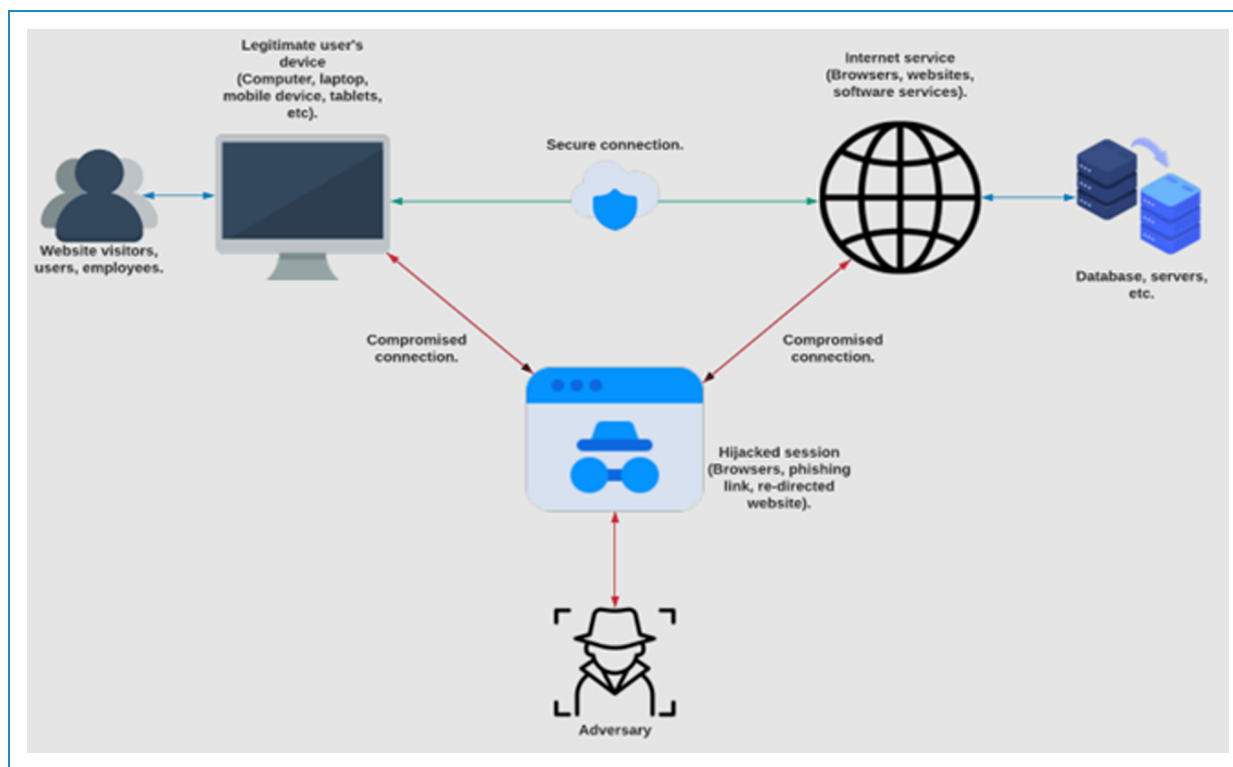 Legitimate user's
device
(Computer, laptop,
mobile device, tablets,
etc).
Internet service
(Browsers, websites,
software services).
Secure connection.
Website visitors,
users, employees.
Database, servers,
etc.
Compromised
connection.
Compromised
connection.
Hijacked session
(Browsers, phishing
link, re-directed
website).
Adversary